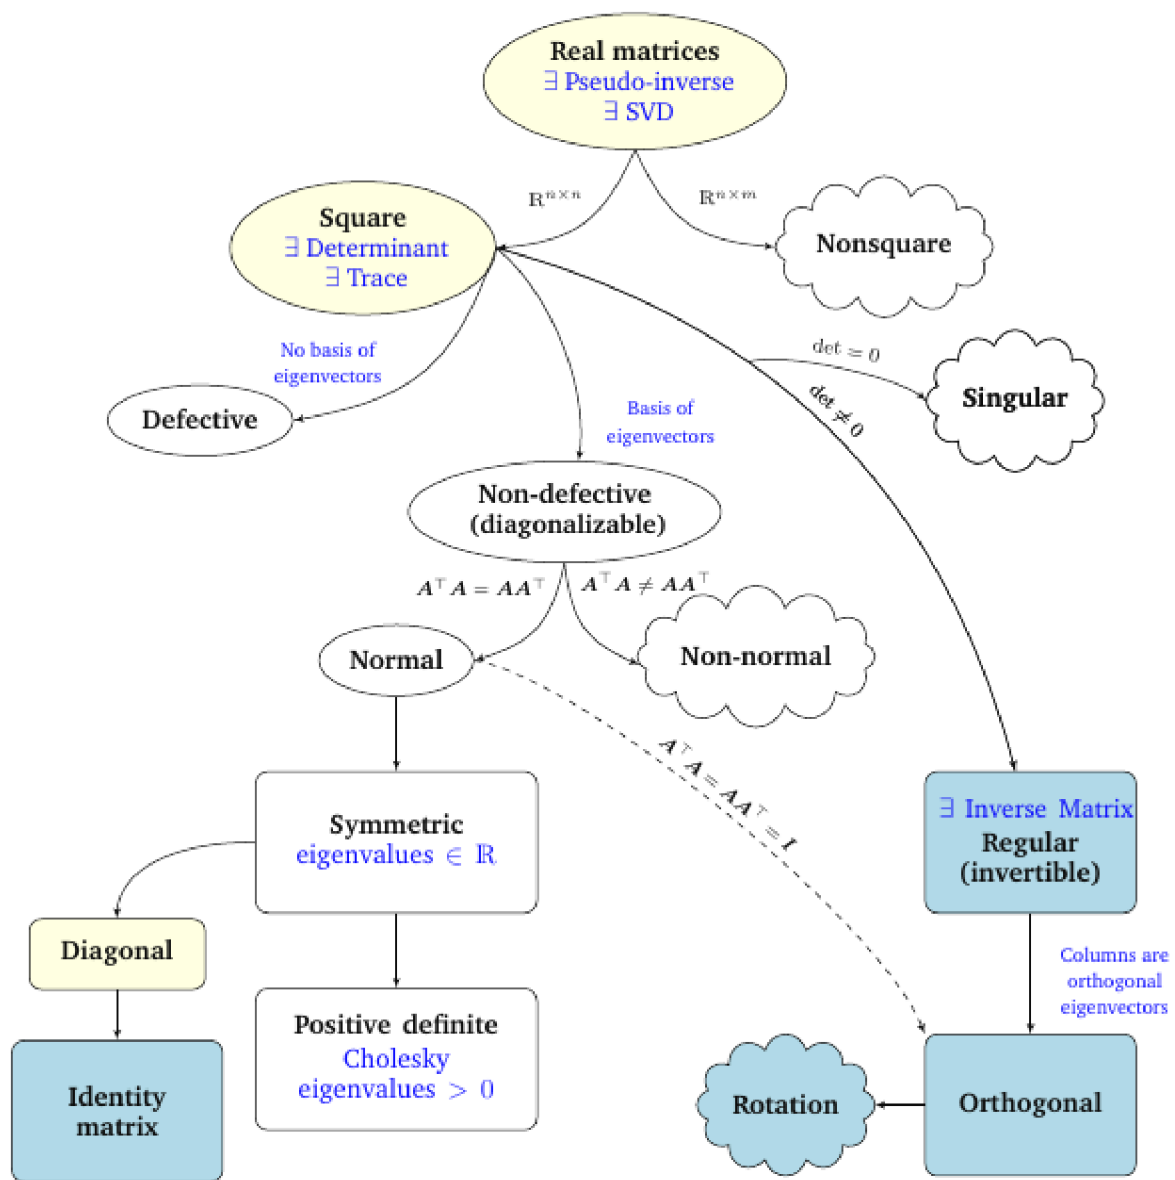 Real matrices
∃ Pseudo-inverse
∃ SVD
ℝⁿˣⁿ
ℝⁿˣᵐ
Square
∃ Determinant
∃ Trace
Nonsquare
No basis of
eigenvectors
det = 0
Singular
det ≠ 0
Defective
Basis of
eigenvectors
Non-defective
(diagonalizable)
A⊤A = AA⊤
A⊤A ≠ AA⊤
Normal
Non-normal
A⊤A = AA⊤ = I
Symmetric
eigenvalues ∈ ℝ
∃ Inverse Matrix
Regular
(invertible)
Diagonal
Columns are
orthogonal
eigenvectors
Positive definite
Cholesky
eigenvalues > 0
Identity
matrix
Rotation
Orthogonal